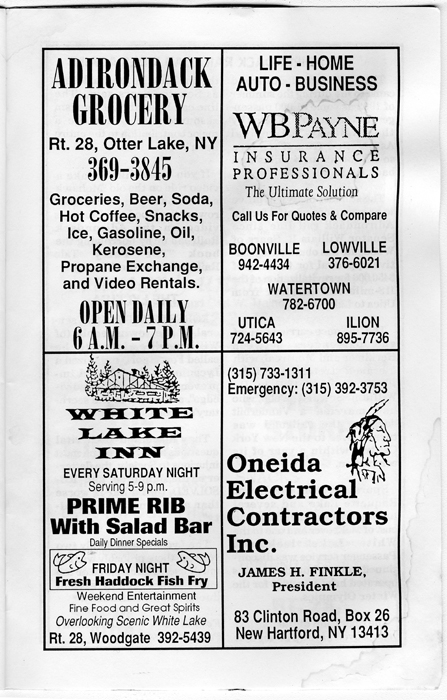 ADIRONDACK
GROCERY
Rt. 28, Otter Lake, NY
369-3845
Groceries, Beer, Soda,
Hot Coffee, Snacks,
Ice, Gasoline, Oil,
Kerosene,
Propane Exchange,
and Video Rentals.
OPEN DAILY
6 A.M. - 7 P.M.
LIFE - HOME
AUTO - BUSINESS
WBPAYNE
INSURANCE
PROFESSIONALS
The Ultimate Solution
Call Us For Quotes & Compare
BOONVILLE LOWVILLE
942-4434 376-6021
WATERTOWN
782-6700
UTICA ILION
724-5643 895-7736
WHITE
LAKE
INN
EVERY SATURDAY NIGHT
Serving 5-9 p.m.
PRIME RIB
With Salad Bar
Daily Dinner Specials
FRIDAY NIGHT
Fresh Haddock Fish Fry
Weekend Entertainment
Fine Food and Great Spirits
Overlooking Scenic White Lake
Rt. 28, Woodgate 392-5439
(315) 733-1311
Emergency: (315) 392-3753
Oneida
Electrical
Contractors
Inc.
JAMES H. FINKLE,
President
83 Clinton Road, Box 26
New Hartford, NY 13413